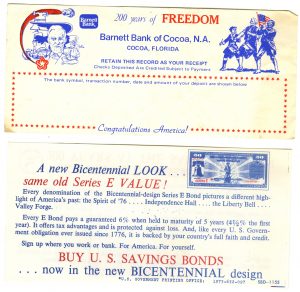 200 years of FREEDOM
Barnett
Bank
Barnett Bank of Cocoa, N.A.
COCOA, FLORIDA
RETAIN THIS RECORD AS YOUR RECEIPT
Checks Deposited Are Credited Subject to Payment
The bank symbol, transaction number, date and amount of your deposit are shown below
Congratulations America!
A new Bicentennial LOOK...
same old Series E VALUE!
Every denomination of the Bicentennial-design Series E Bond pictures a different high-
light of America's past: the Spirit of '76 . . . Independence Hall . . . the Liberty Bell . . .
Valley Forge.
Every E Bond pays a guaranteed 6% when held to maturity of 5 years (4½% the first
year). It offers tax advantages and is protected against loss. And, like every U.S. Govern-
ment obligation ever issued since 1776, it is backed by your country's full faith and credit.
Sign up where you work or bank. For America. For yourself.
BUY U. S. SAVINGS BONDS
. . . now in the new BICENTENNIAL design
U.S. GOVERNMENT PRINTING OFFICE:
SBD-1155